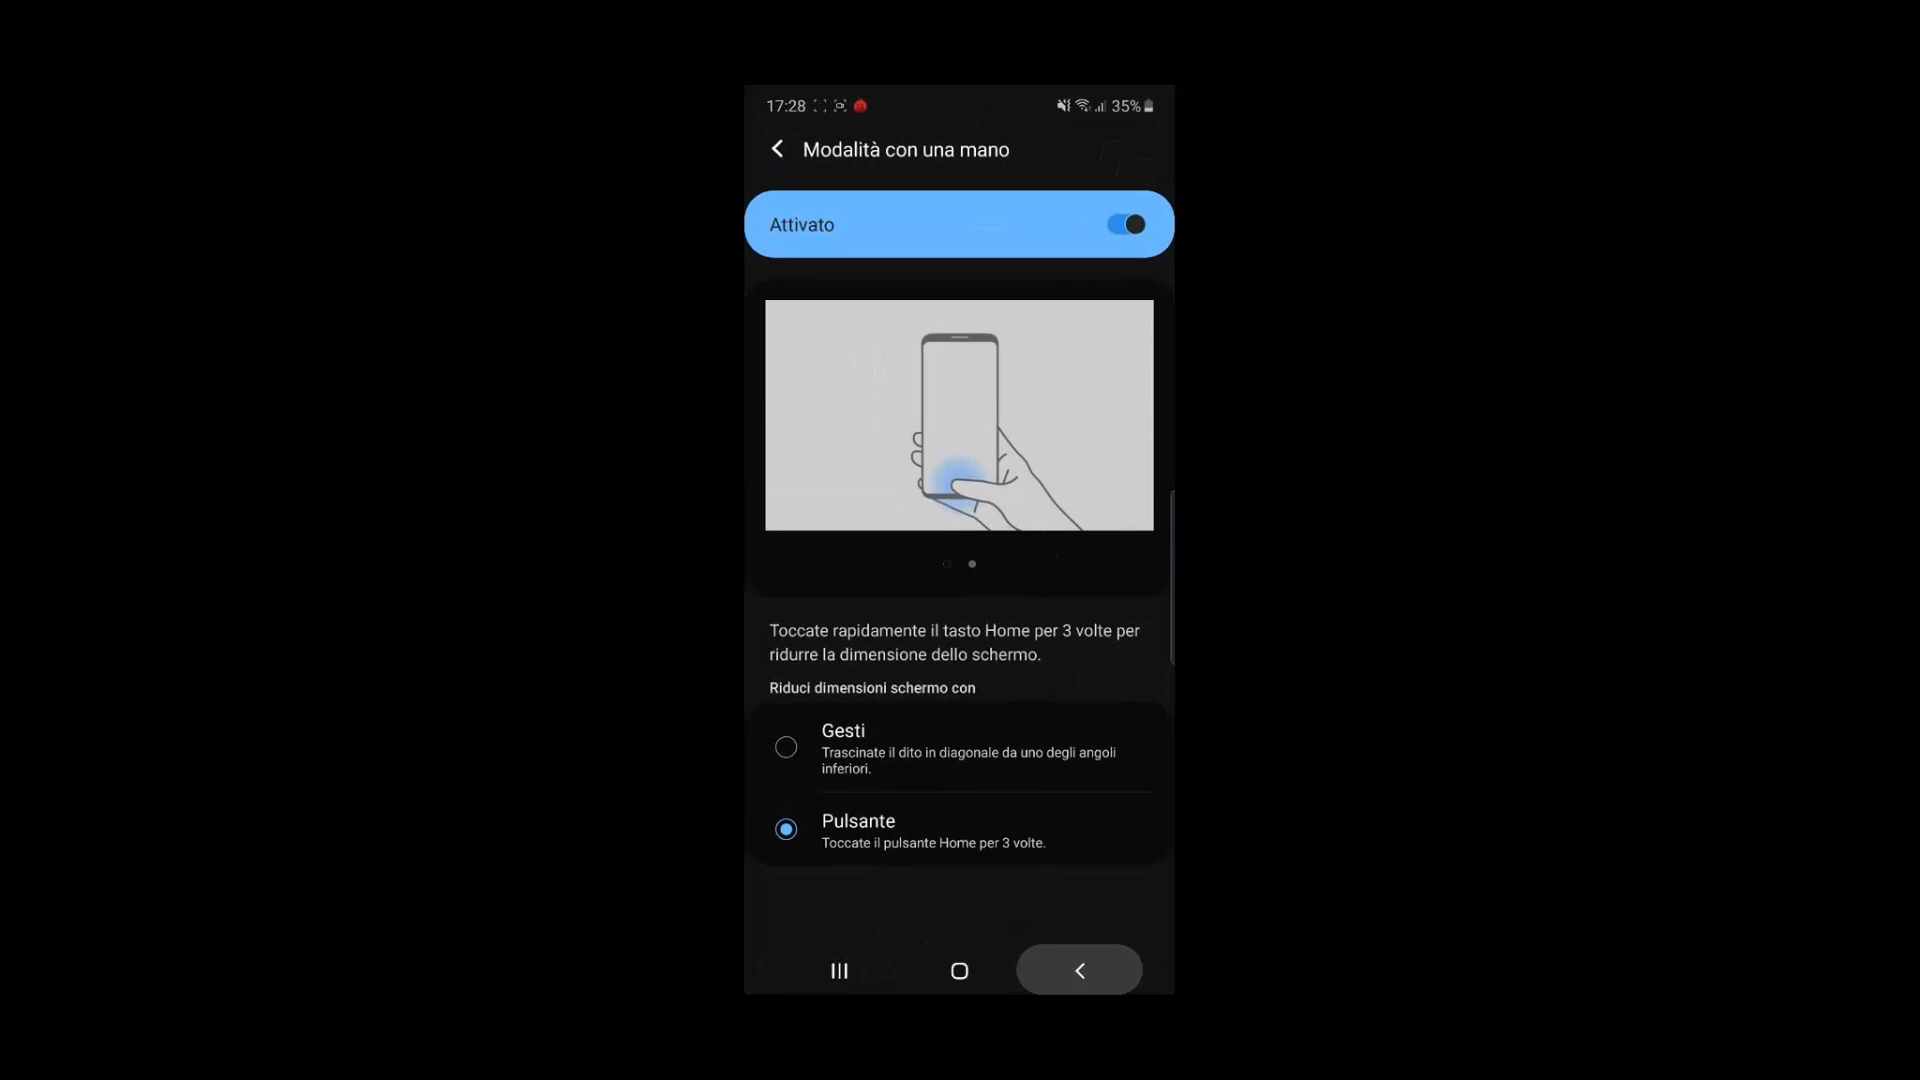 17:28 35%
Modalità con una mano
Attivato
Toccate rapidamente il tasto Home per 3 volte per
ridurre la dimensione dello schermo.
Riduci dimensioni schermo con
Gesti
Trascinate il dito in diagonale da uno degli angoli
inferiori.
Pulsante
Toccate il pulsante Home per 3 volte.